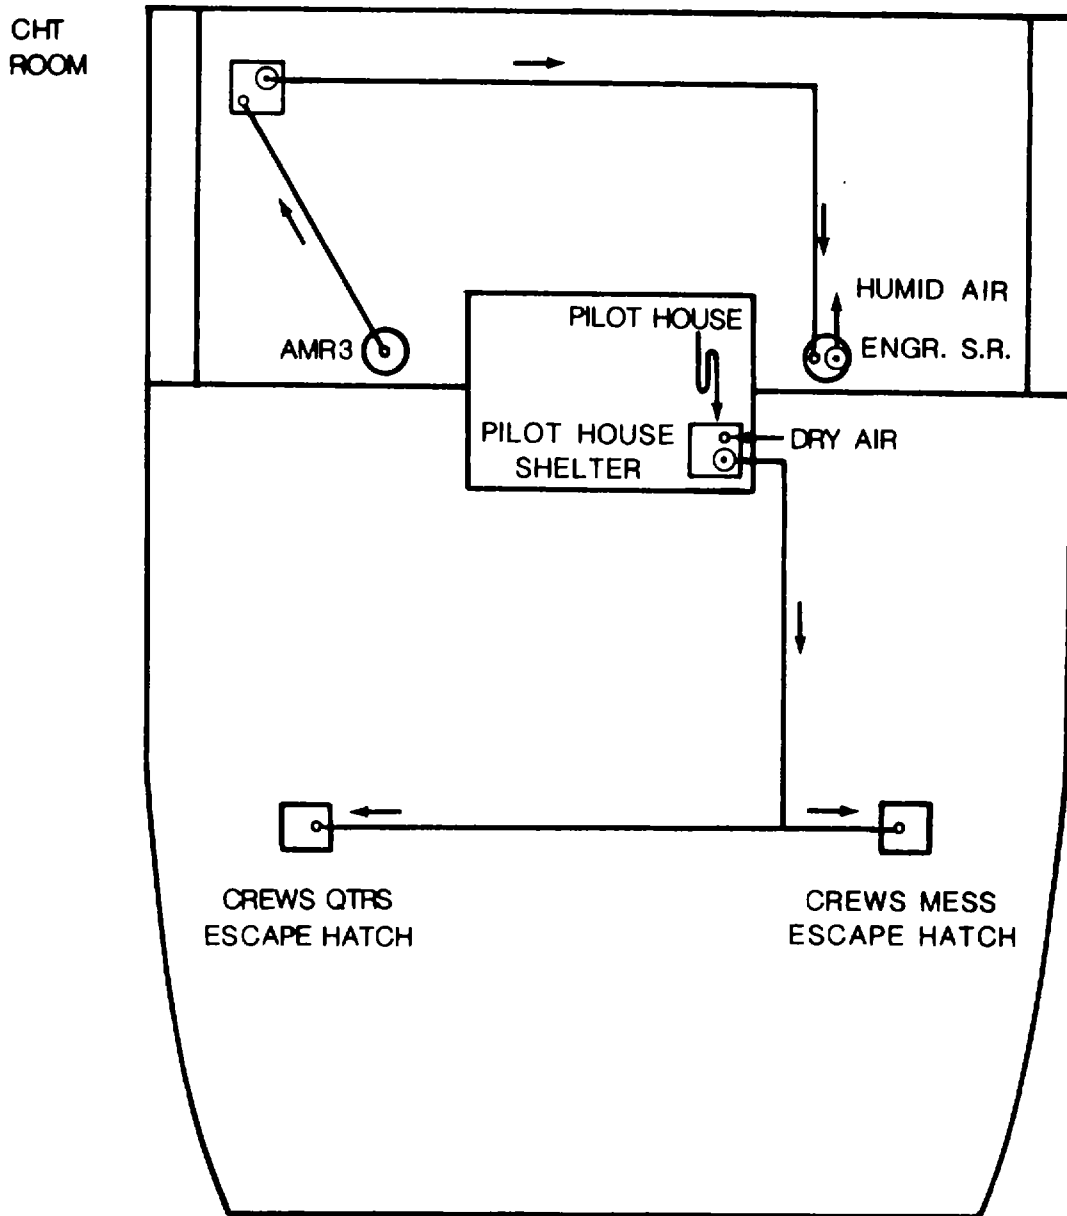 CHT
ROOM
HUMID AIR
PILOT HOUSE
AMR3
ENGR. S.R.
PILOT HOUSE
SHELTER
DRY AIR
CREWS QTRS
ESCAPE HATCH
CREWS MESS
ESCAPE HATCH